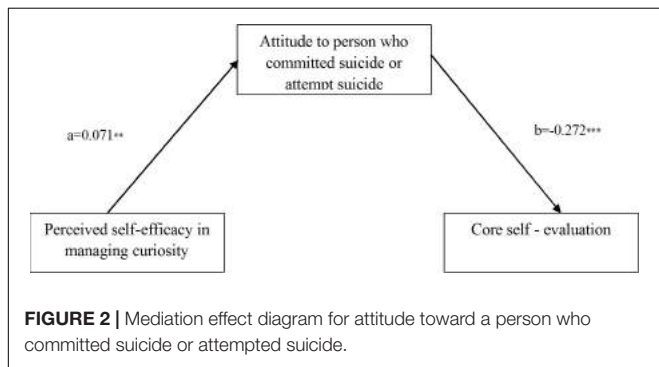 Attitude to person who
committed suicide or
attempt suicide
a=0.071**
b=-0.272***
Perceived self-efficacy in
managing curiosity
Core self - evaluation
FIGURE 2 | Mediation effect diagram for attitude toward a person who
committed suicide or attempted suicide.